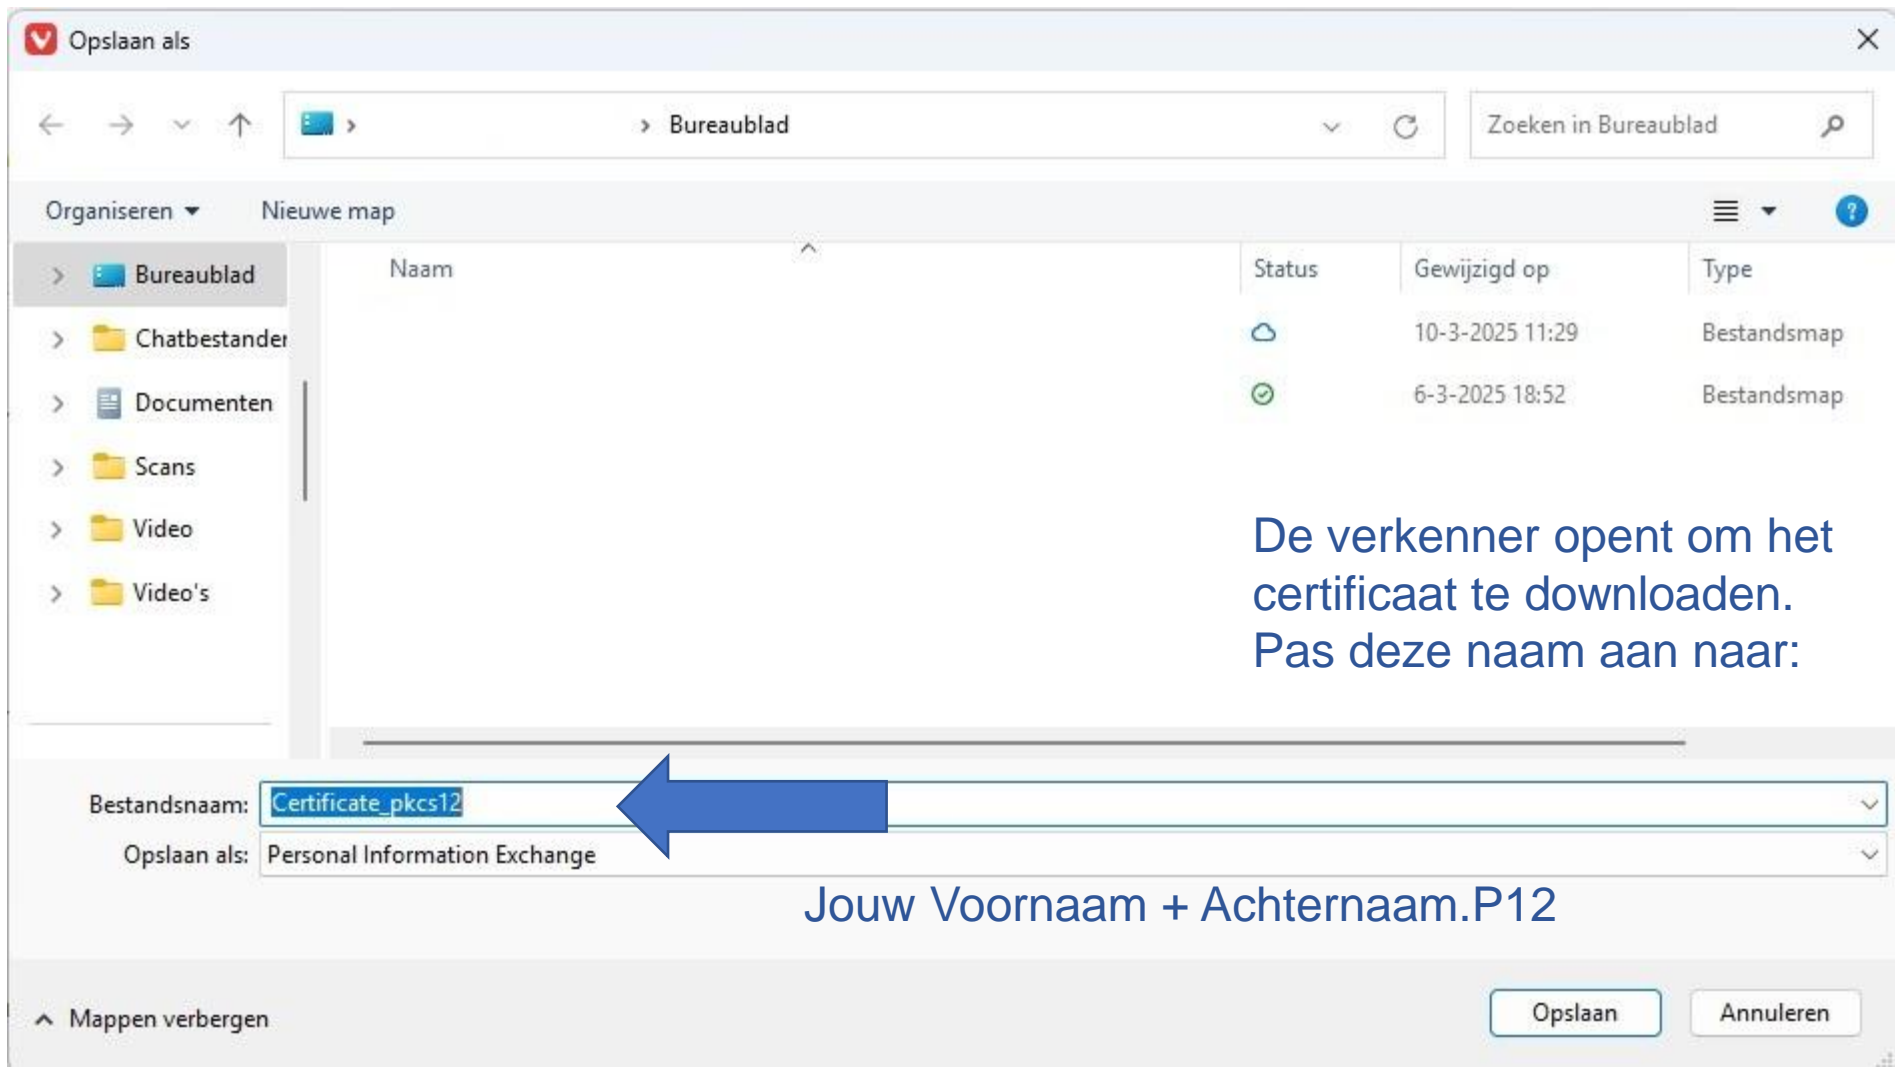 Opslaan als
Bureaublad
Zoeken in Bureaublad
Organiseren
Nieuwe map
Naam
Status
Gewijzigd op
Type
Bureaublad
Chatbestander
Documenten
Scans
Video
Video's
10-3-2025 11:29
Bestandsmap
6-3-2025 18:52
Bestandsmap
De verkenner opent om het
certificaat te downloaden.
Pas deze naam aan naar:
Bestandsnaam: Certificate_pkcs12
Opslaan als: Personal Information Exchange
Jouw Voornaam + Achternaam.P12
Mappen verbergen
Opslaan
Annuleren